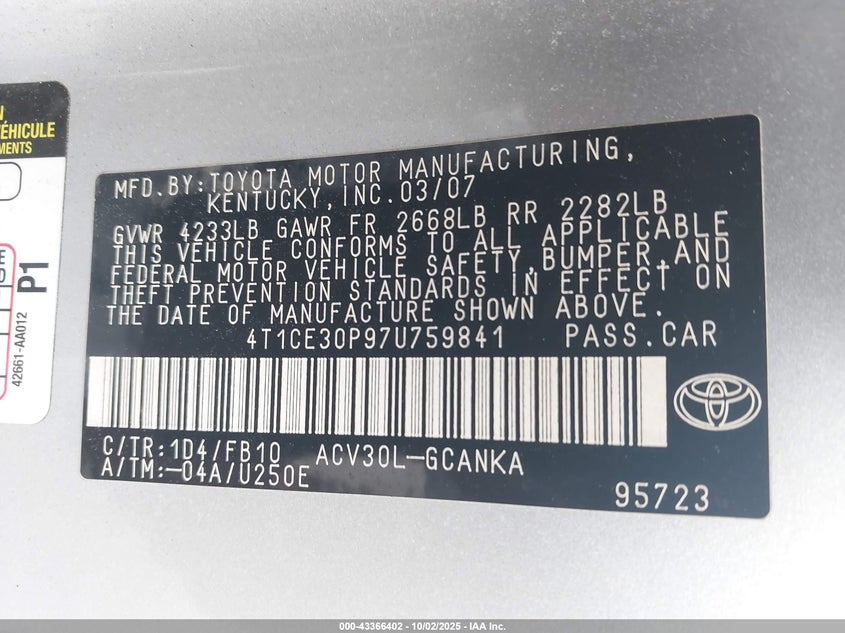 N
VÉHICULE
MENTS
E
0
P1
42661-AA012
MFD.BY:TOYOTA MOTOR MANUFACTURING,
KENTUCKY, INC. 03/07
GVWR 4233LB GAWR FR 2668LB RR 2282LB
THIS VEHICLE CONFORMS TO ALL APPLICABLE
FEDERAL MOTOR VEHICLE SAFETY, BUMPER, AND
THEFT PREVENTION STANDARDS IN EFFECT ON
THE DATE OF MANUFACTURE SHOWN ABOVE.
4T1CE30P97U759841 PASS.CAR
C/TR:1D4/FB10 ACV30L-GCANKA
A/TM:-04A/U250E
95723
000-43366402 - 10/02/2025 - IAA Inc.